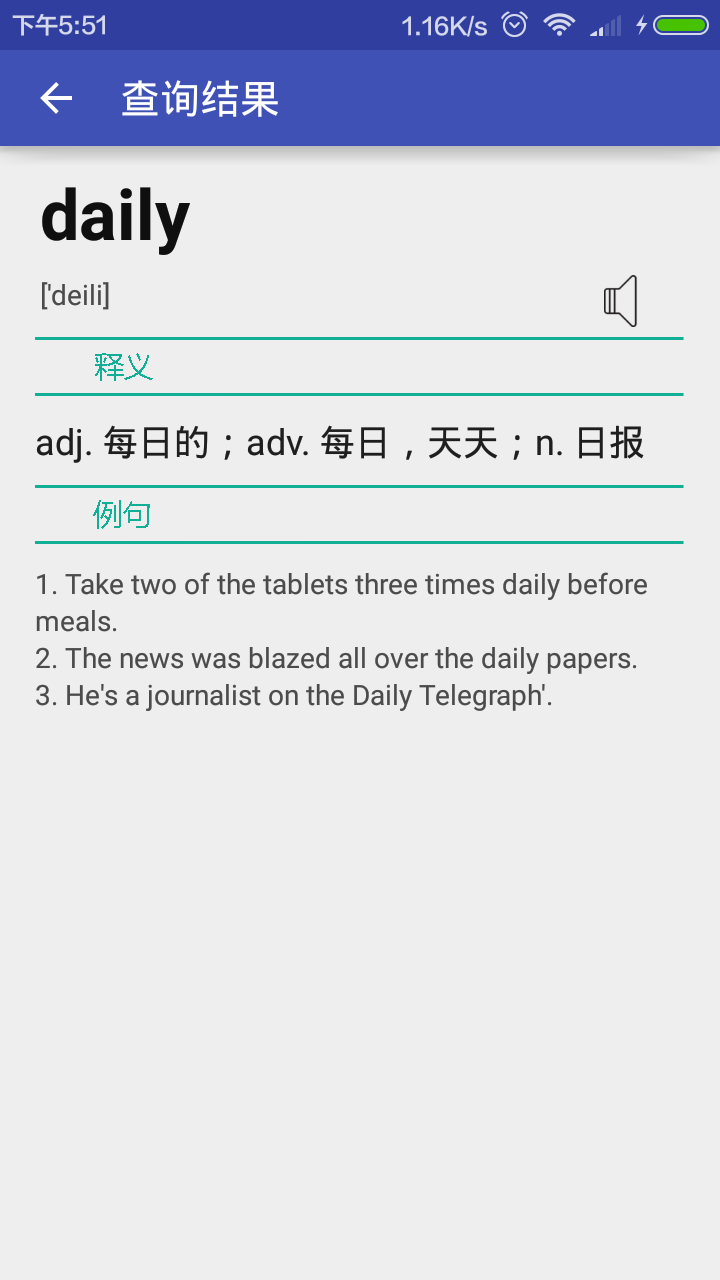 下午5:51 1.16K/s
查询结果
daily
['deili]
释义
adj. 每日的；adv. 每日，天天；n. 日报
例句
1. Take two of the tablets three times daily before
meals.
2. The news was blazed all over the daily papers.
3. He's a journalist on the Daily Telegraph'.